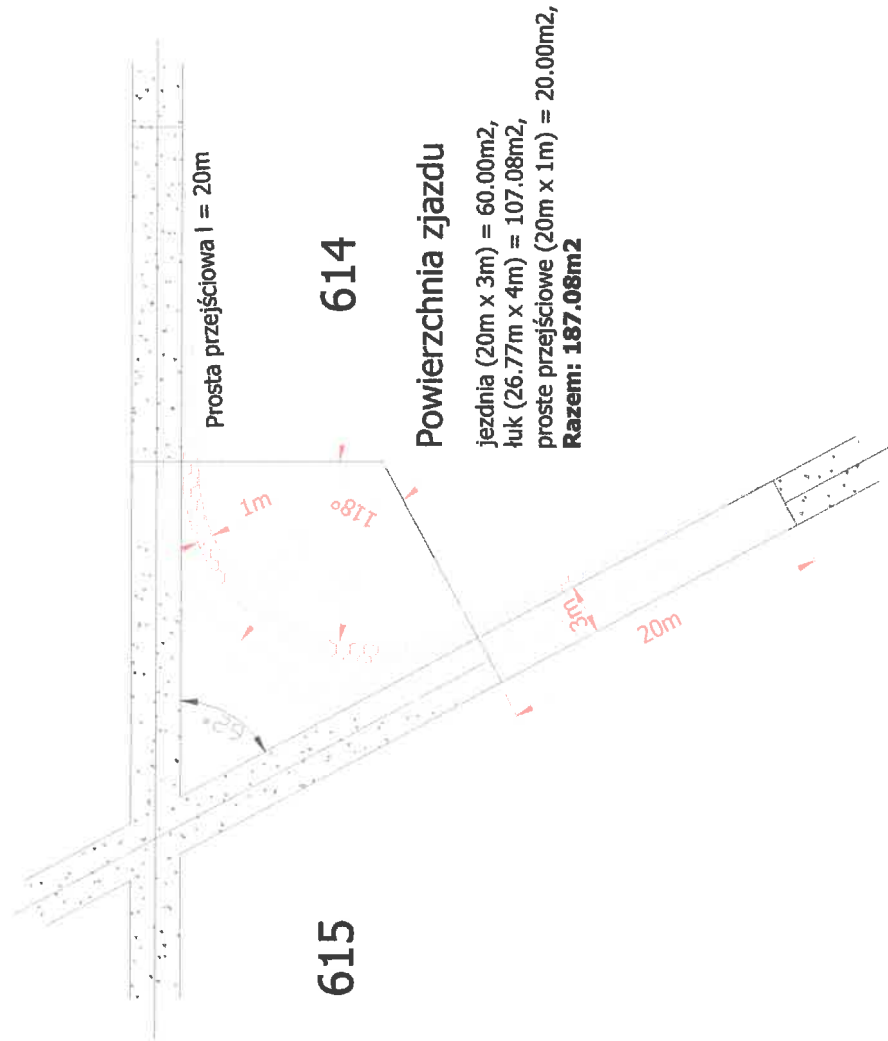 Prosta przejściowa l = 20m
614
Powierzchnia zjazdu
jezdnia (20m x 3m) = 60.00m2,
łuk (26.77m x 4m) = 107.08m2,
proste przejściowe (20m x 1m) = 20.00m2,
Razem: 187.08m2
1m
118°
62°
3m
20m
615